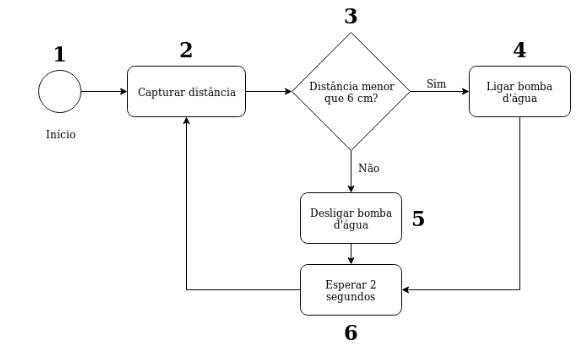 1
Início
2
Capturar distância
3
Distância menor
que 6 cm?
Sim
4
Ligar bomba
d'água
Não
Desligar bomba
d'água
5
Esperar 2
segundos
6